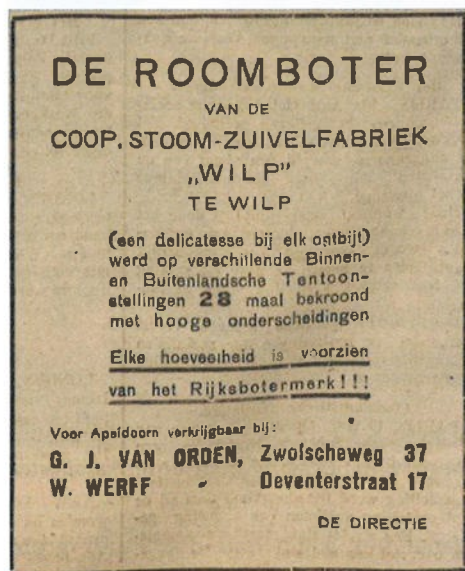 DE ROOMBOTER
VAN DE
COOP. STOOM-ZUIVELFABRIEK
„WILP"
TE WILP
(een delicatesse bij elk ontbijt)
werd op verschillende Binnen-
en Buitenlandsche Tentoon-
stellingen 28 maal bekroond
met hooge onderscheidingen
Elke hoeveelheid is voorzien
van het Rijksbotermerk!!!
Voor Apeldoorn verkrijgbaar bij:
G. J. VAN ORDEN, Zwolscheweg 37
W. WERFF „ Deventerstraat 17
DE DIRECTIE